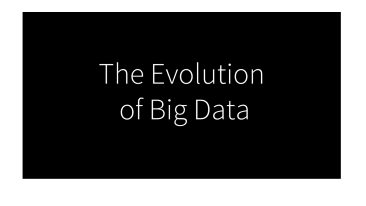 The Evolution
of Big Data